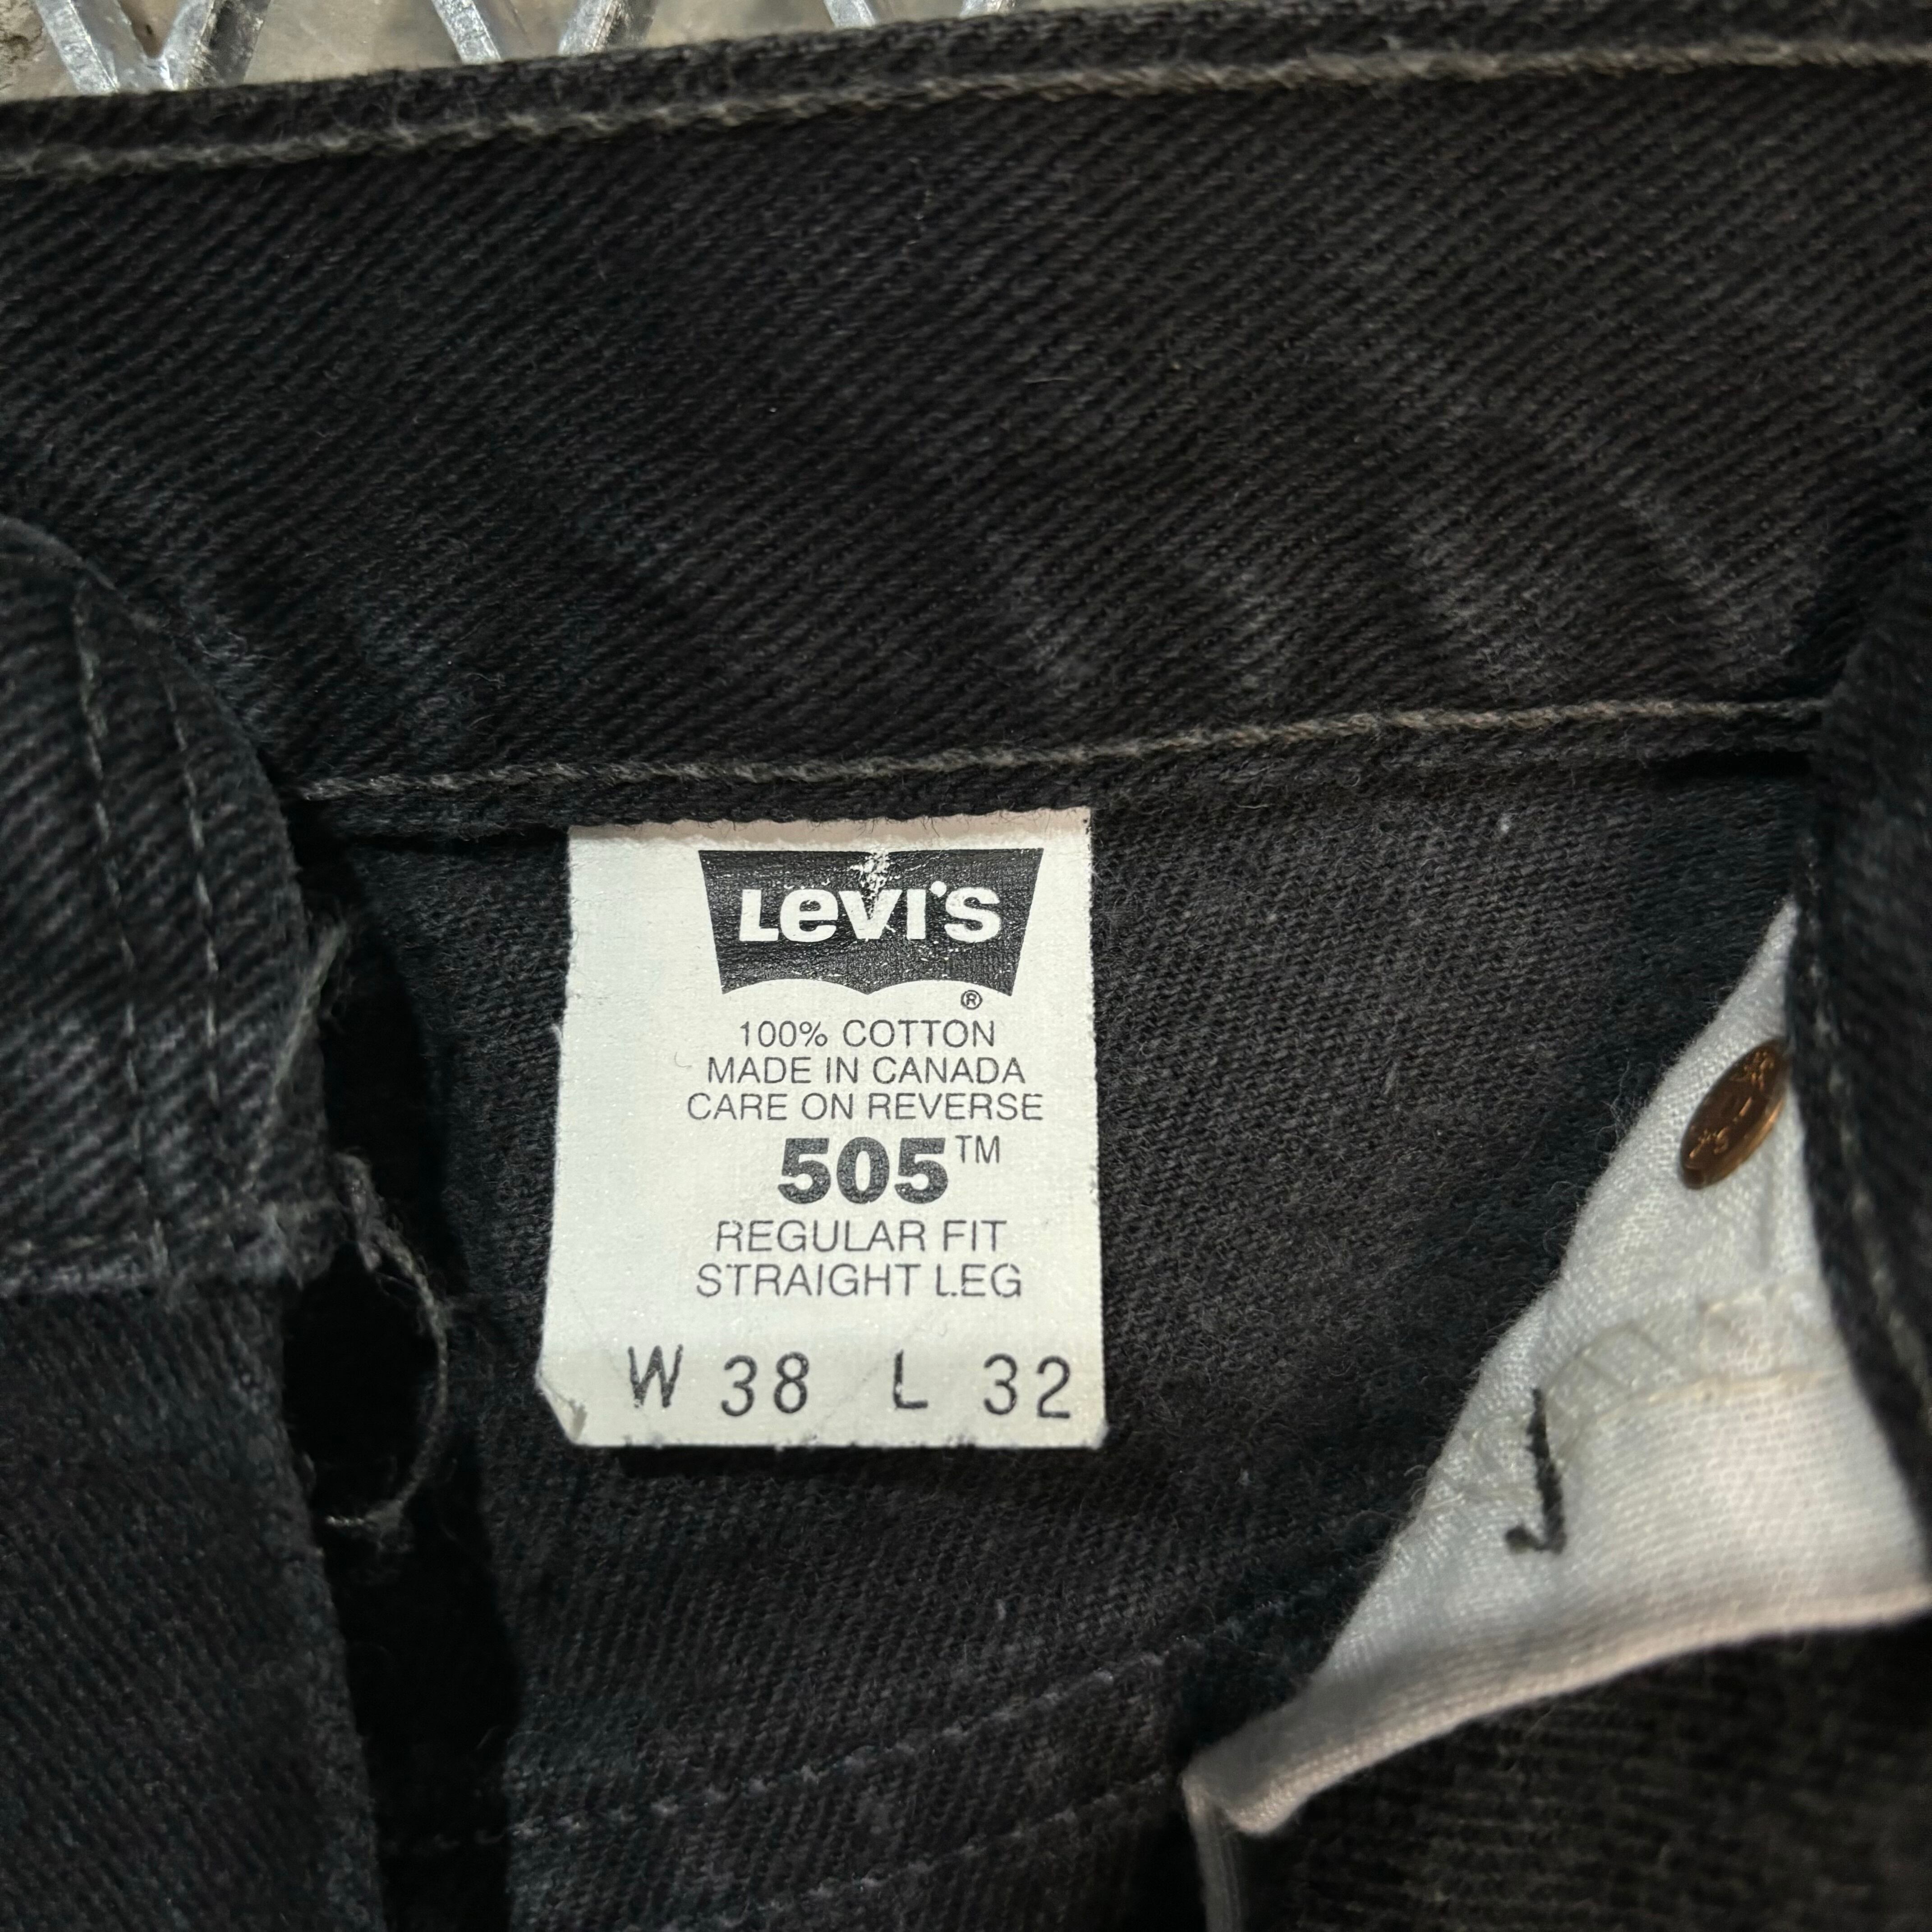 LEVI'S
®
100% COTTON
MADE IN CANADA
CARE ON REVERSE
505™
REGULAR FIT
STRAIGHT LEG
W 38 L 32